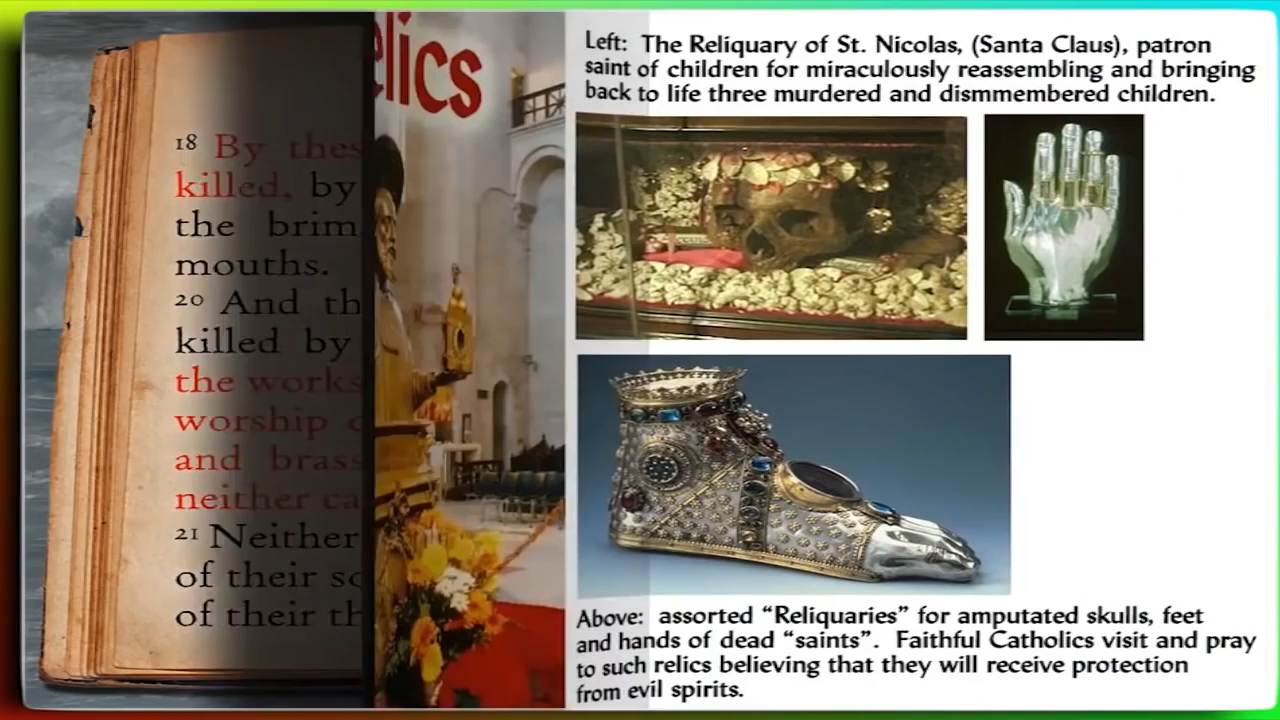 18 By thes
killed, by
the brim
mouths.
20 And th
killed by
the works
worship
and brass
neither ca
21 Neither
of their so
of their th
elics
Left: The Reliquary of St. Nicolas, (Santa Claus), patron
saint of children for miraculously reassembling and bringing
back to life three murdered and dismmembered children.
Above: assorted “Reliquaries” for amputated skulls, feet
and hands of dead “saints”. Faithful Catholics visit and pray
to such relics believing that they will receive protection
from evil spirits.